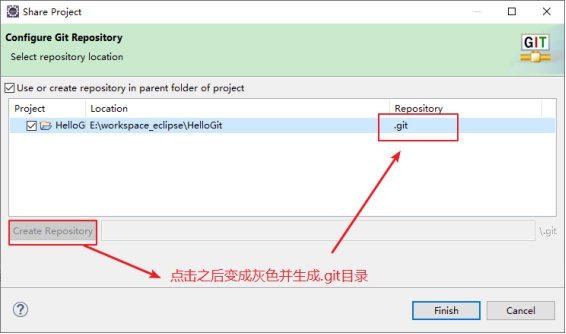 Share Project
Configure Git Repository
Select repository location
GIT
Use or create repository in parent folder of project
Project Location Repository
HelloG E:\workspace_eclipse\HelloGit .git
Create Repository \.git
点击之后变成灰色并生成.git目录
Finish Cancel